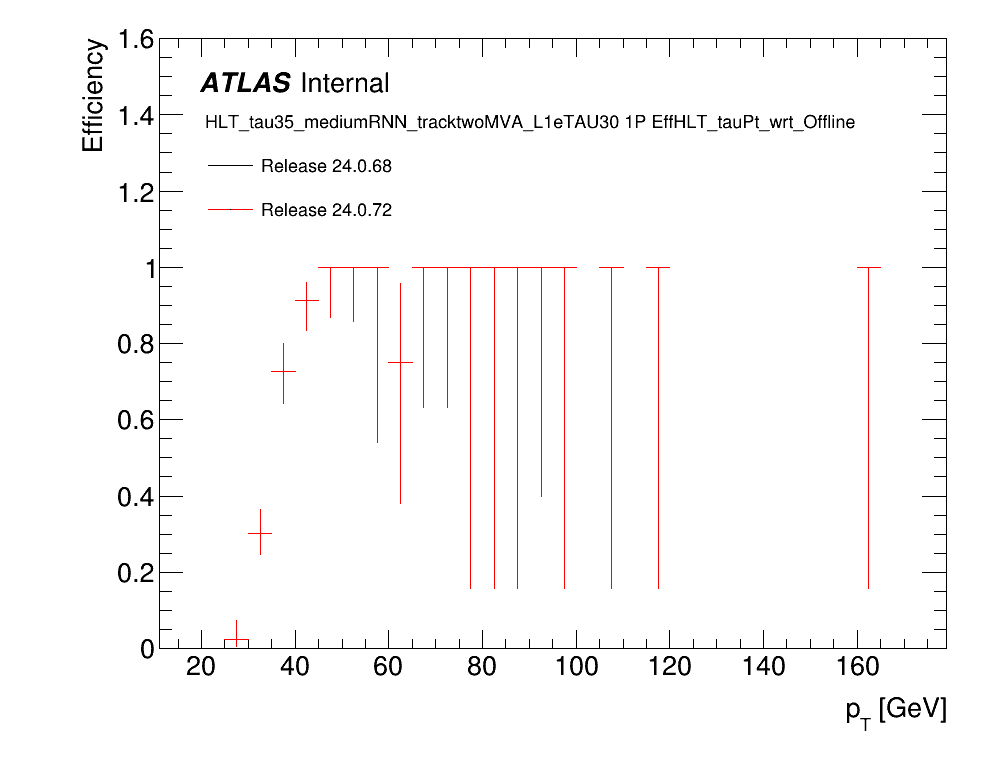 1.6
Efficiency
ATLAS Internal
1.4
HLT_tau35_mediumRNN_tracktwoMVA_L1eTAU30 1P EffHLT_tauPt_wrt_Offline
Release 24.0.68
1.2
Release 24.0.72
1
0.8
0.6
0.4
0.2
0
20 40 60 80 100 120 140 160
p_T [GeV]